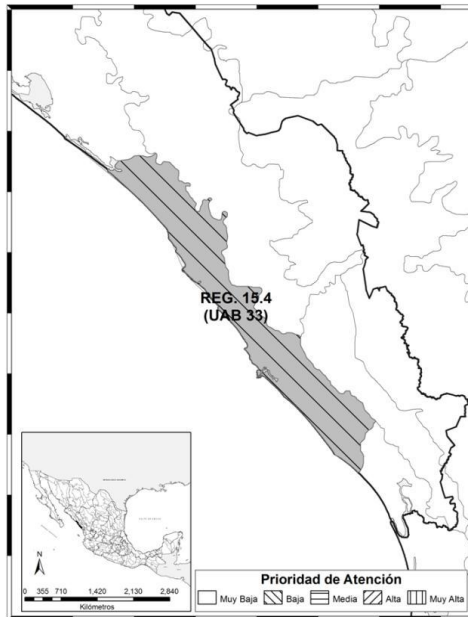 REG. 15.4
(UAB 33)
N
0 355 710 1,420 2,130 2,840
Kilómetros
Prioridad de Atención
Muy Baja Baja Media Alta Muy Alta